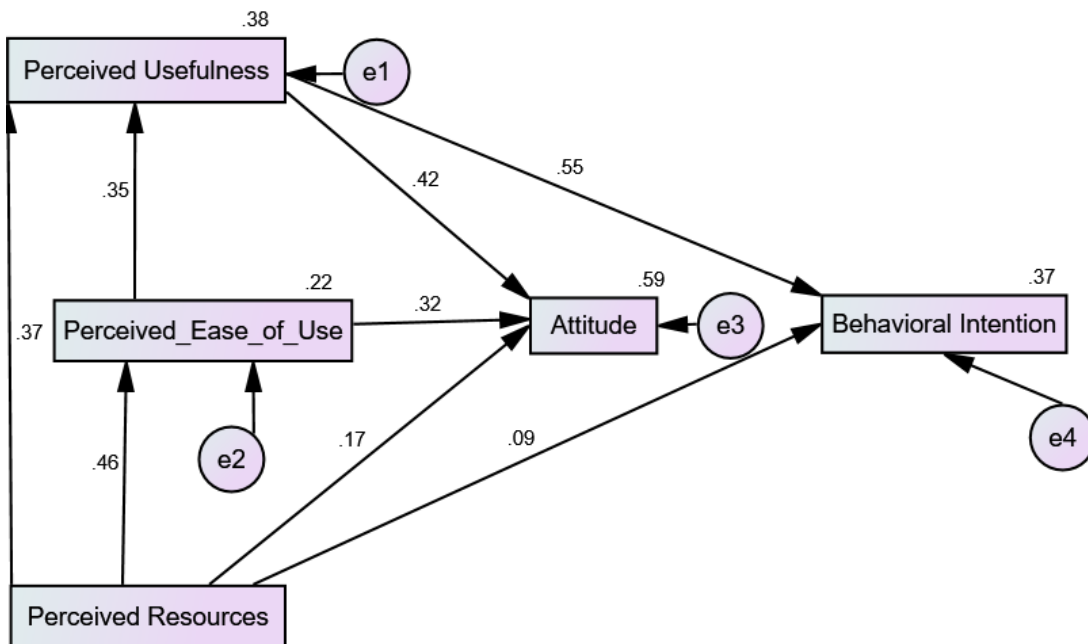 .38
Perceived Usefulness
e1
.55
.42
.35
.22
.59
.37
Perceived_Ease_of_Use
.32
Attitude
e3
Behavioral Intention
.37
.17
.09
e4
e2
.46
Perceived Resources